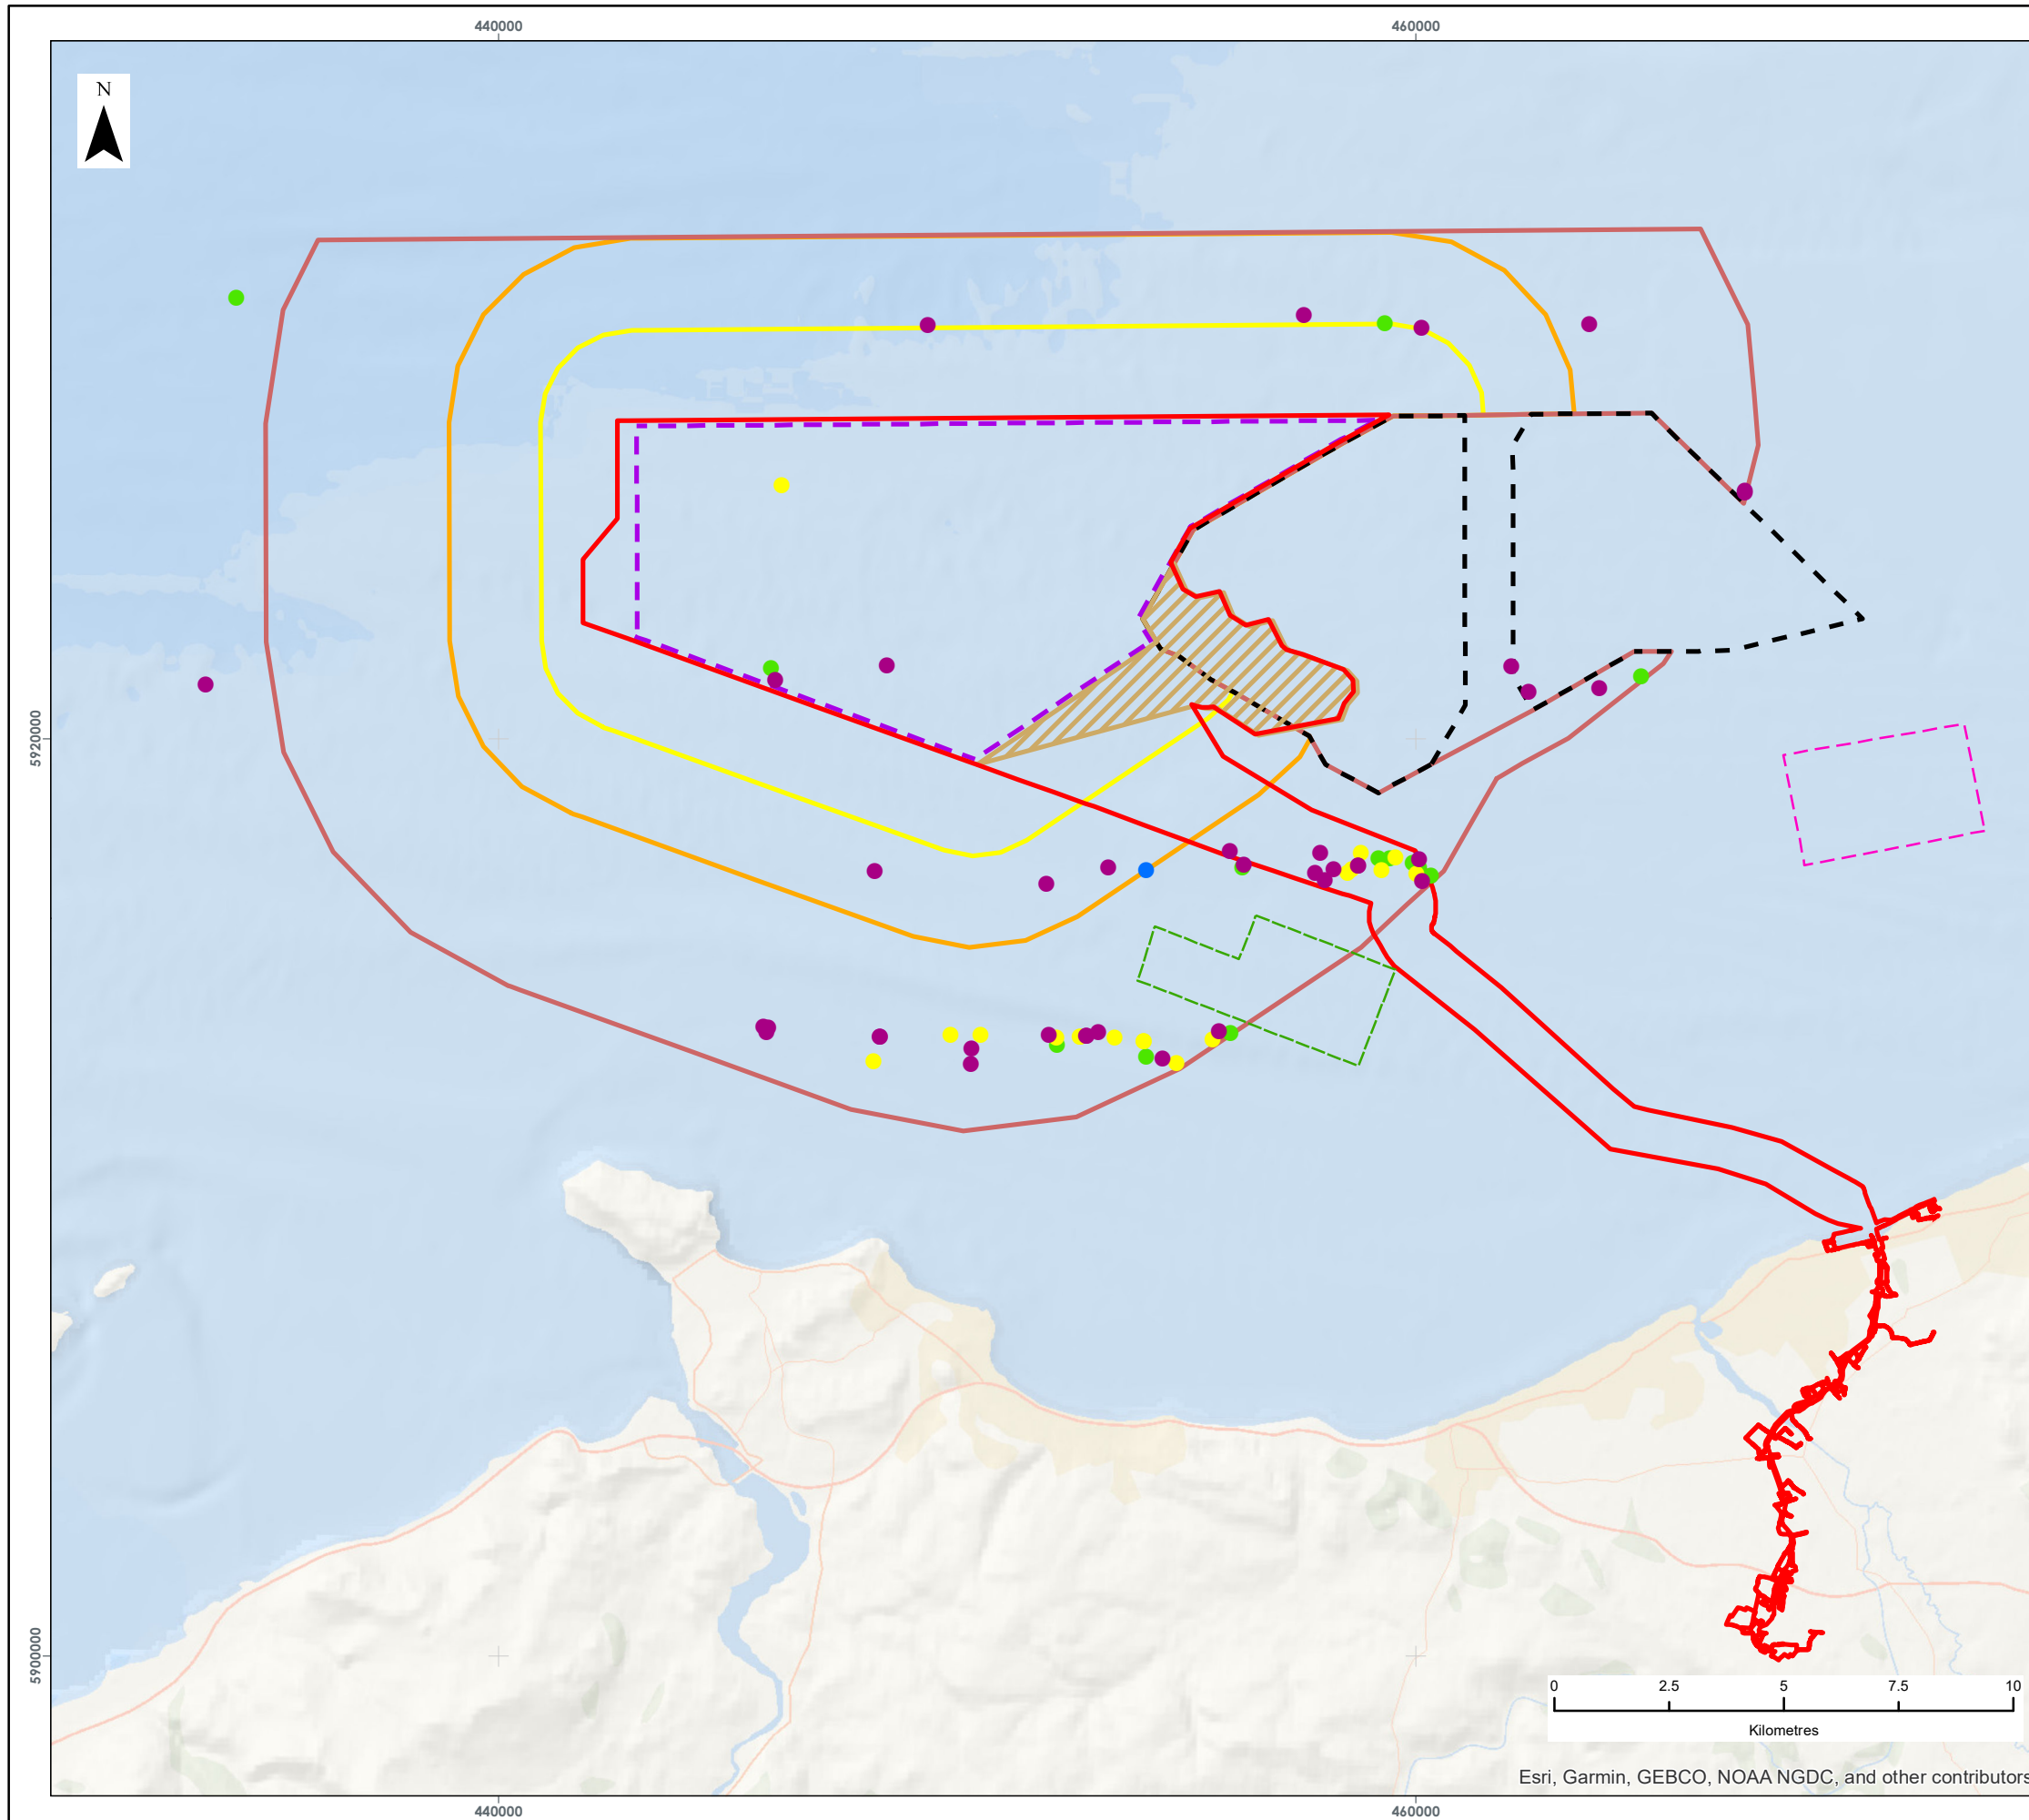 440000 460000
N
5920000
5900000
0 2.5 5 7.5 10
Kilometres
Esri, Garmin, GEBCO, NOAA NGDC, and other contributors
440000 460000